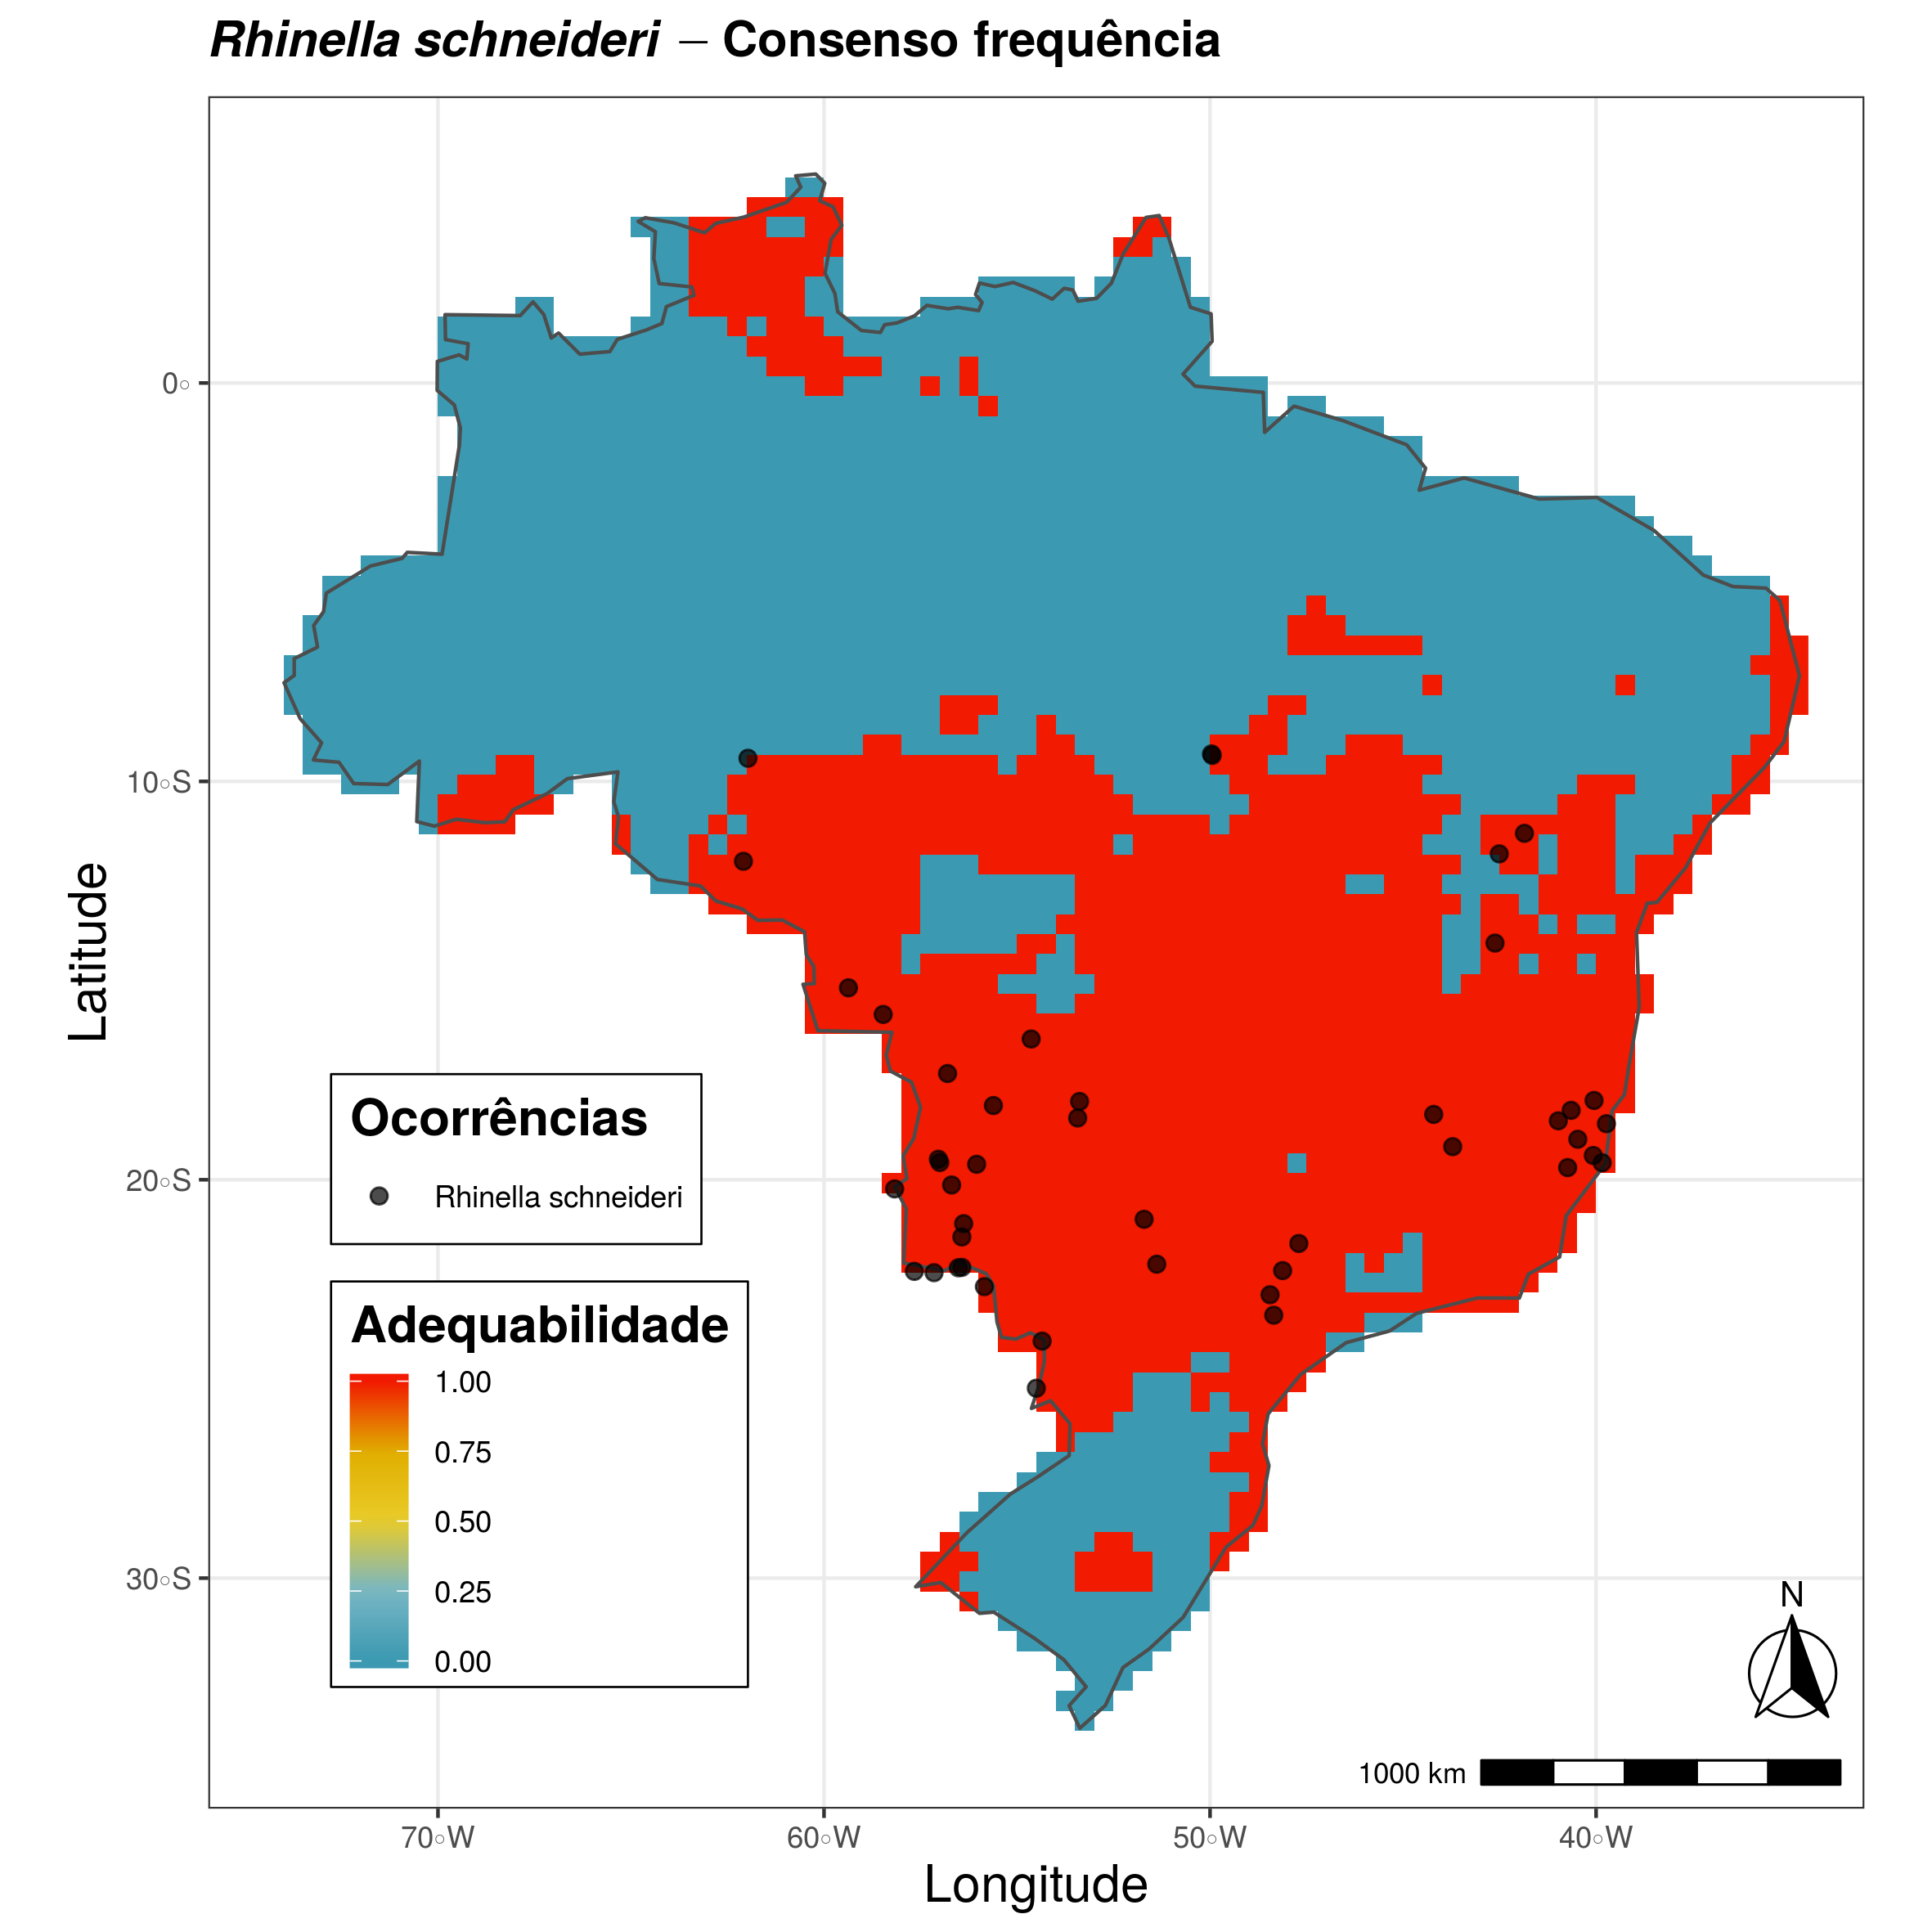 Rhinella schneideri — Consenso frequência
Latitude
0◦
10◦S
20◦S
30◦S
Ocorrências
Rhinella schneideri
Adequabilidade
1.00
0.75
0.50
0.25
0.00
N
1000 km
70◦W
60◦W
50◦W
40◦W
Longitude